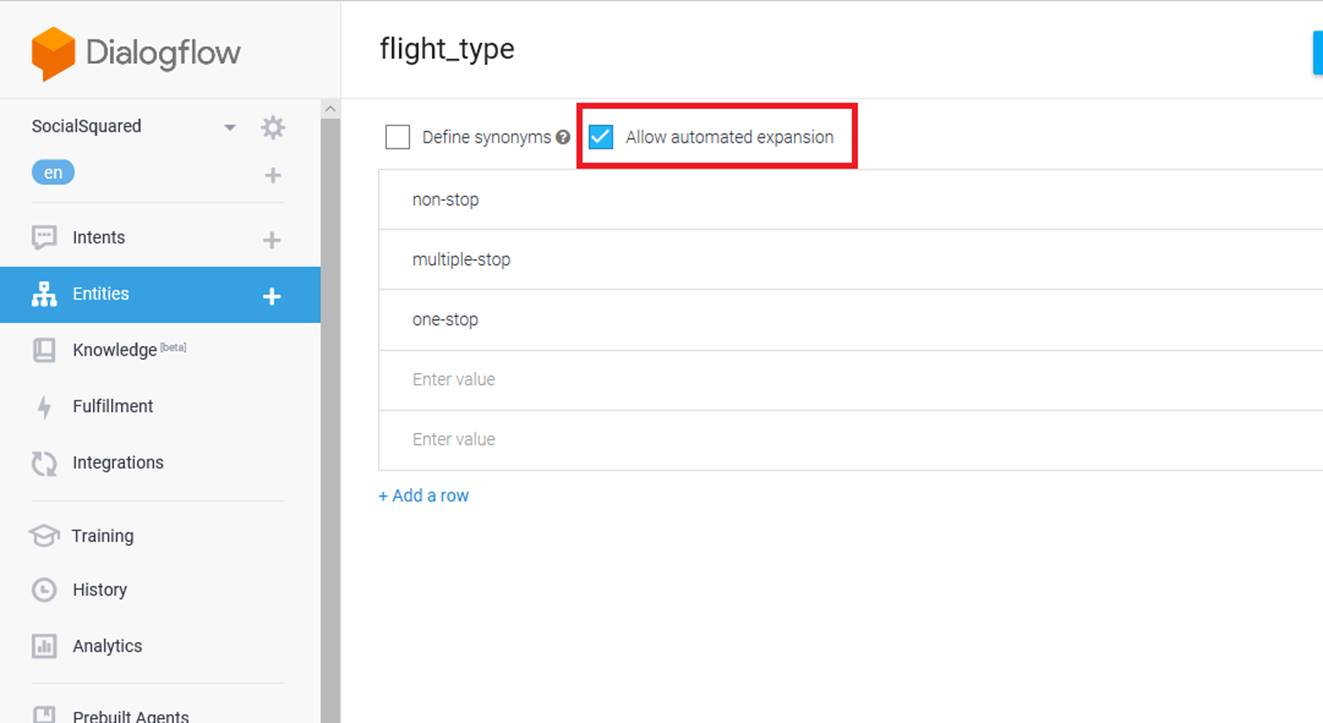 Dialogflow
flight_type
SocialSquared
en
Define synonyms ? Allow automated expansion
non-stop
multiple-stop
one-stop
Enter value
Enter value
+ Add a row
Intents
Entities
Knowledge [beta]
Fulfillment
Integrations
Training
History
Analytics
Prebuilt Agents